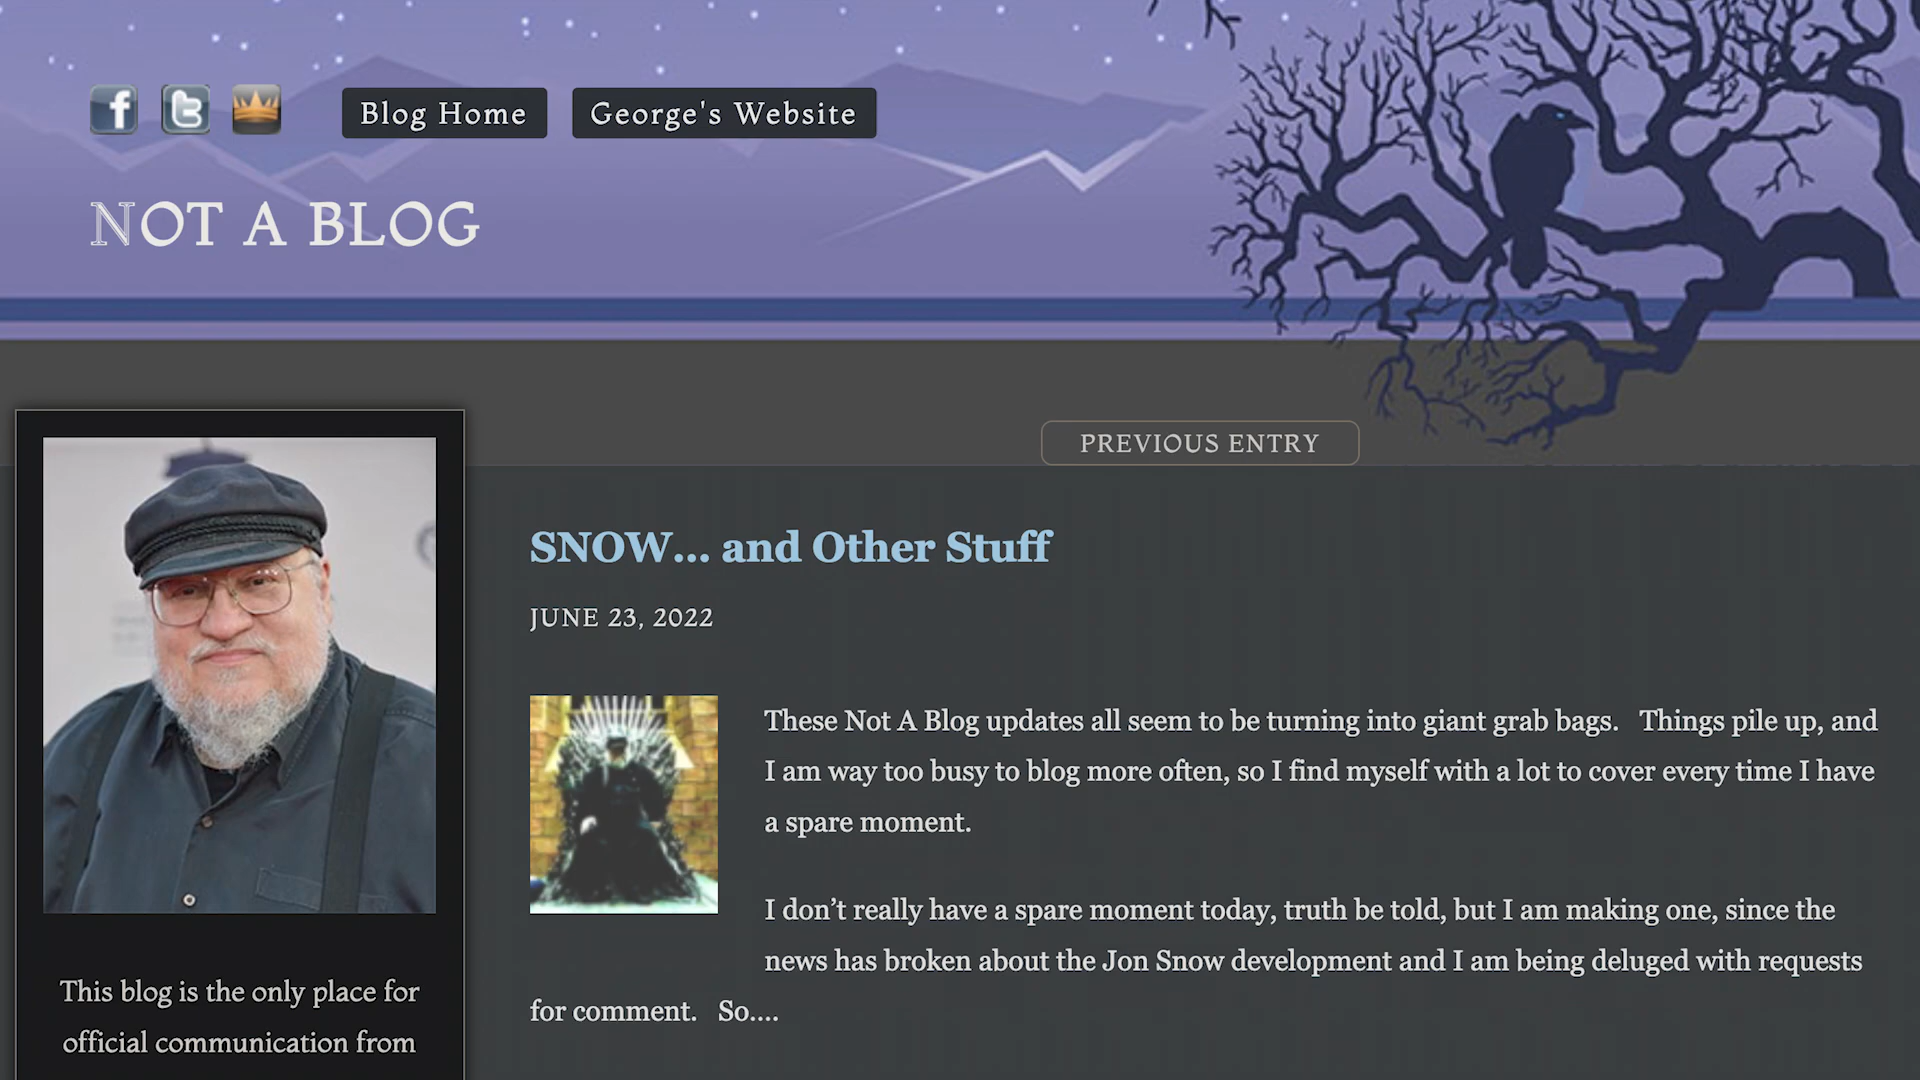 Blog Home
George's Website
NOT A BLOG
PREVIOUS ENTRY
SNOW… and Other Stuff
JUNE 23, 2022
These Not A Blog updates all seem to be turning into giant grab bags.   Things pile up, and
I am way too busy to blog more often, so I find myself with a lot to cover every time I have
a spare moment.
I don’t really have a spare moment today, truth be told, but I am making one, since the
news has broken about the Jon Snow development and I am being deluged with requests
for comment.   So….
This blog is the only place for
official communication from